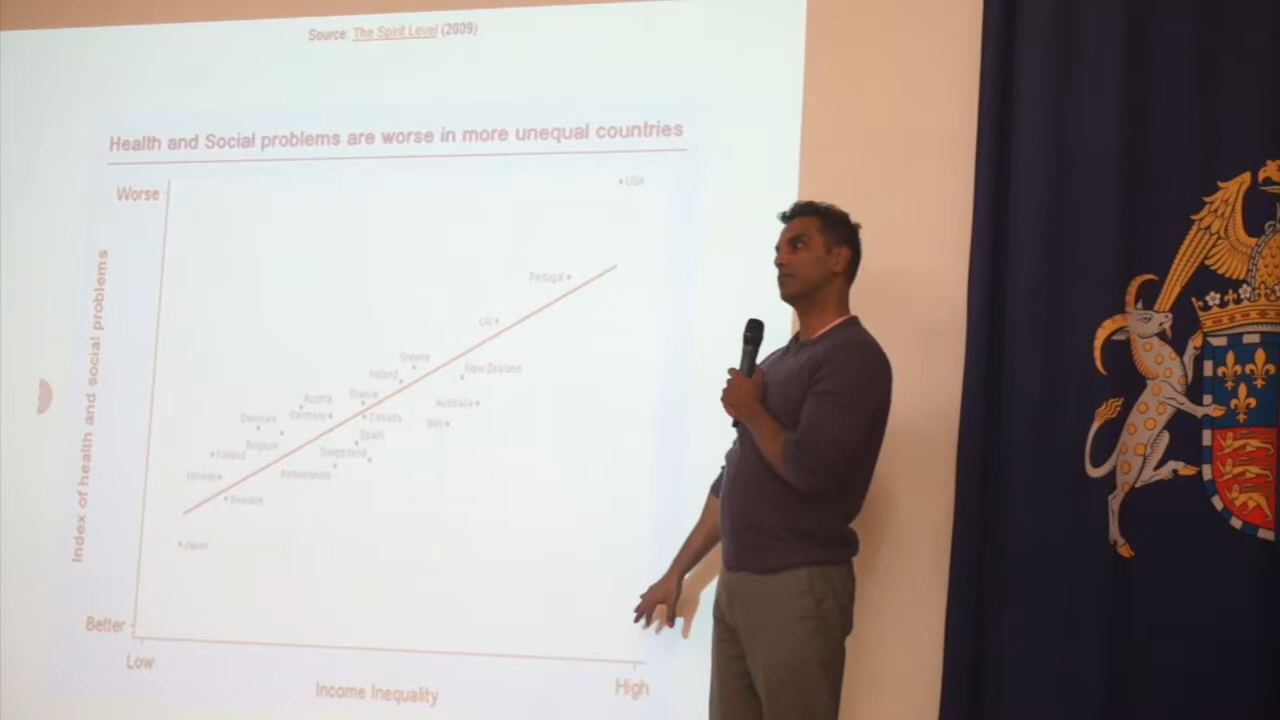 Source: The Spirit Level (2009)
Health and Social problems are worse in more unequal countries
Worse
USA
Portugal
UK
Greece
New Zealand
Ireland
France
Austria
Australia
Germany
Canada
Denmark
Italy
Spain
Belgium
Finland
Switzerland
Norway
Netherlands
Sweden
Japan
Index of health and social problems
Better
Low
High
Income Inequality